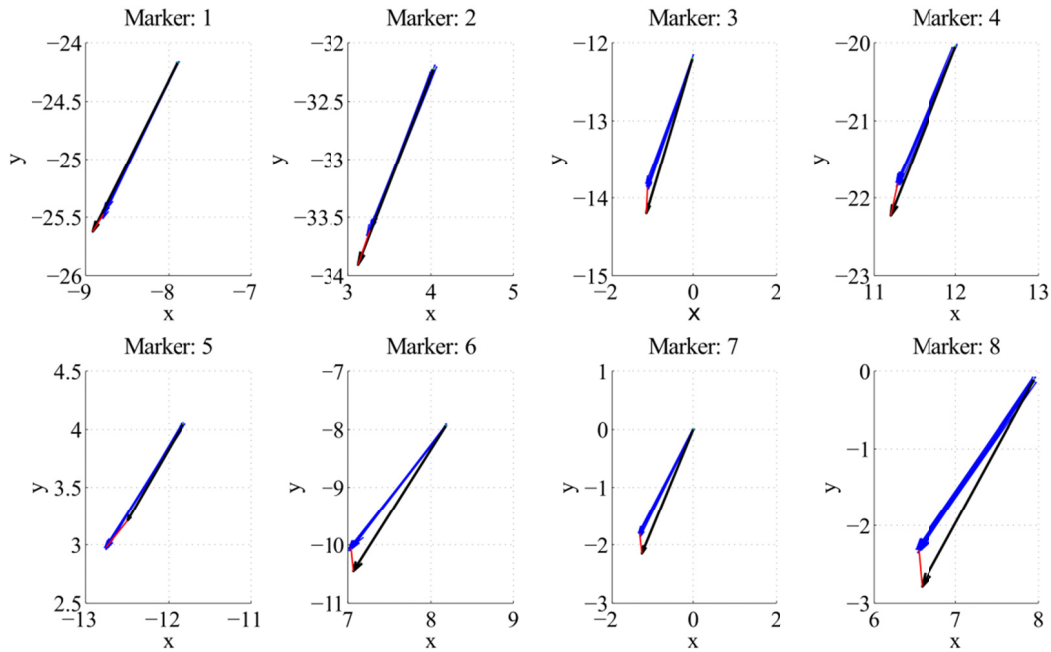 Marker: 1
Marker: 2
Marker: 3
Marker: 4
−24
−24.5
−25
−25.5
−26
y
−9
−8
−7
x
−32
−32.5
−33
−33.5
−34
y
3
4
5
x
−12
−13
−14
−15
y
−2
0
2
x
−20
−21
−22
−23
y
11
12
13
x
Marker: 5
Marker: 6
Marker: 7
Marker: 8
4.5
4
3.5
3
2.5
y
−13
−12
−11
x
−7
−8
−9
−10
−11
y
7
8
9
x
1
0
−1
−2
−3
y
−2
0
2
x
0
−1
−2
−3
y
6
7
8
x